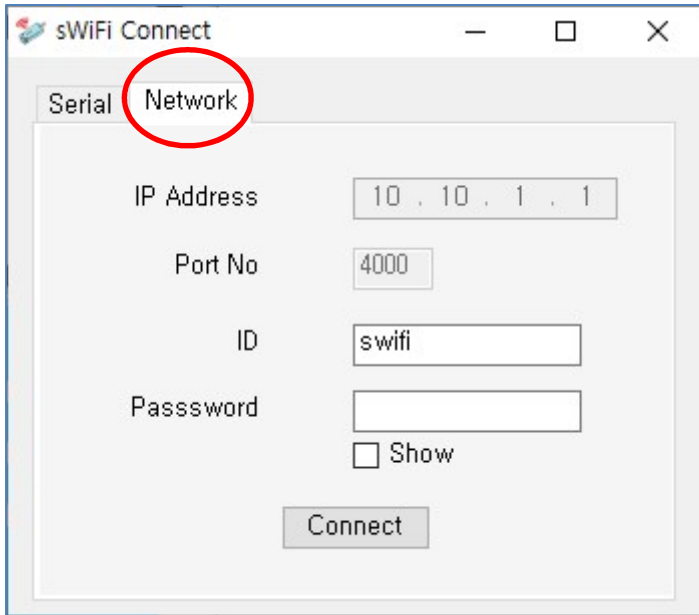 sWiFi Connect
Serial Network
IP Address 10 . 10 . 1 . 1
Port No 4000
ID swifi
Passsword
Show
Connect